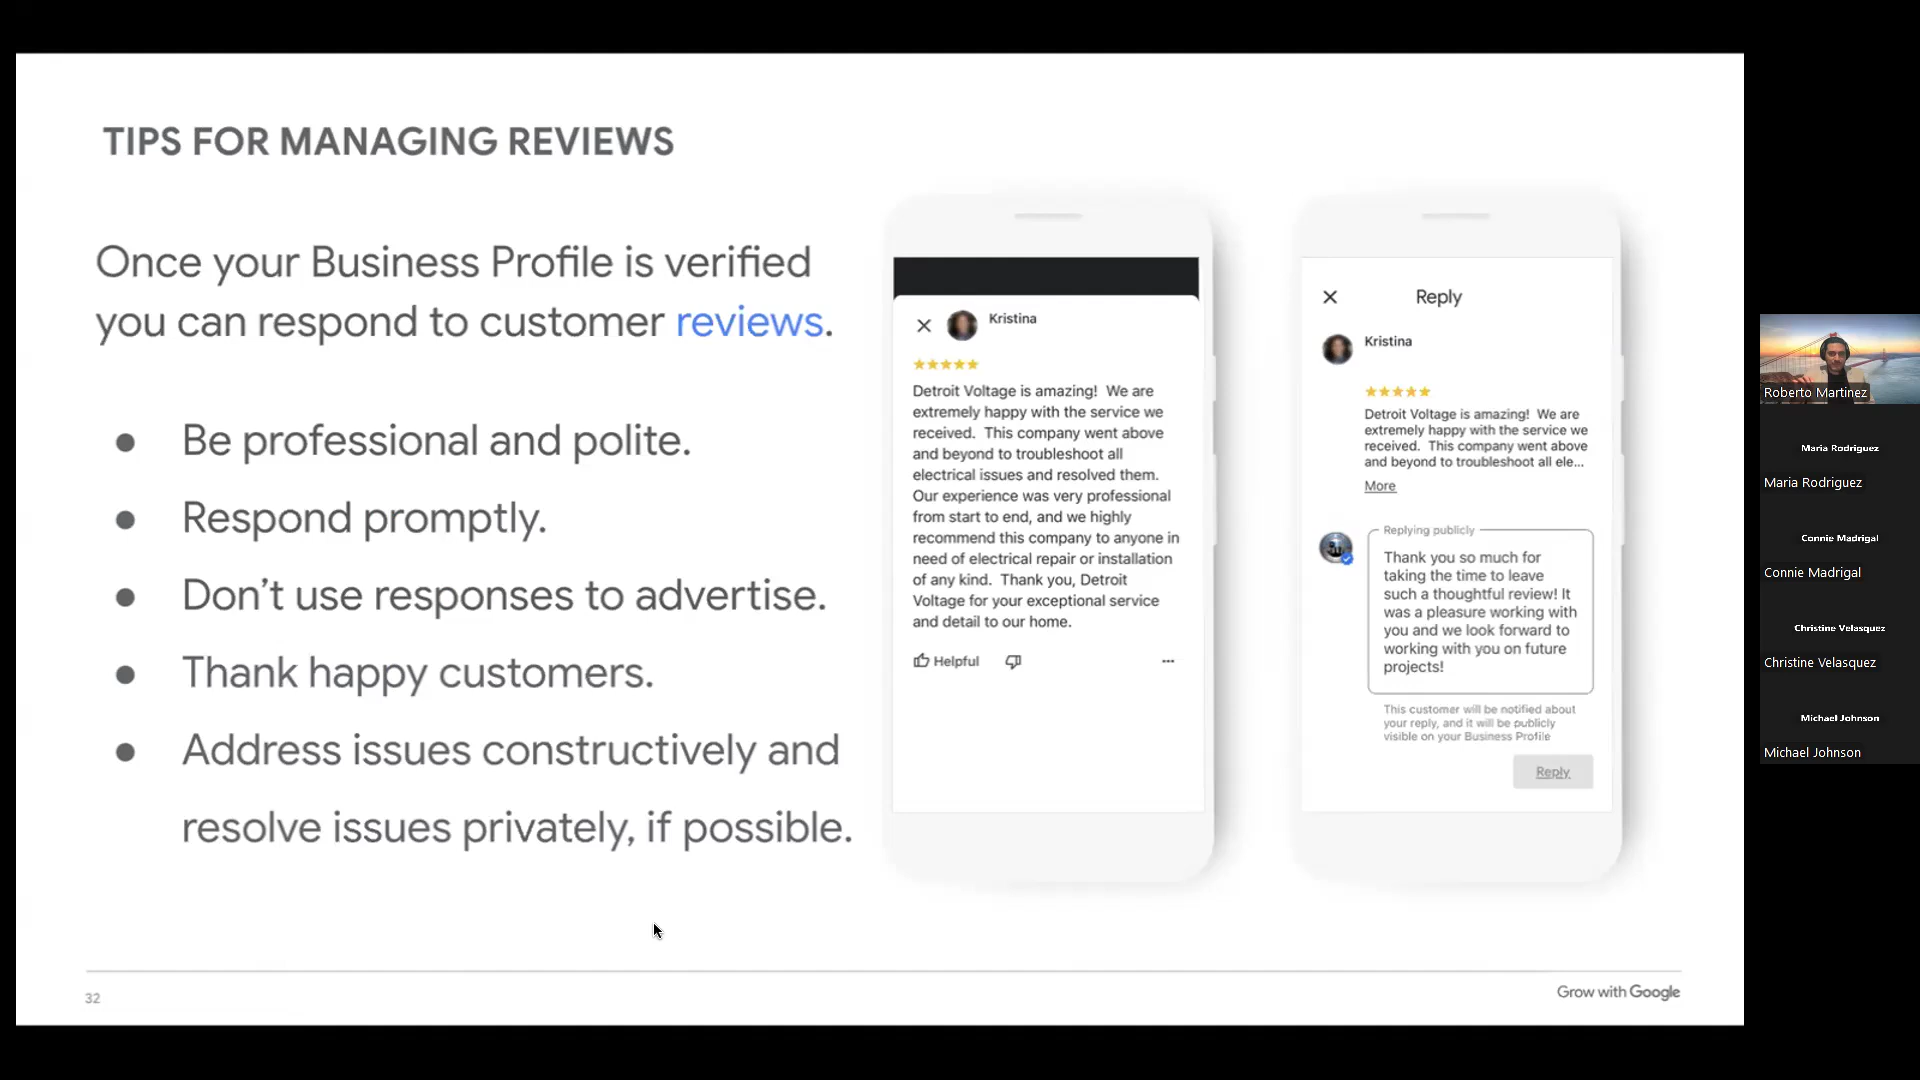 TIPS FOR MANAGING REVIEWS
Once your Business Profile is verified
you can respond to customer reviews.
● Be professional and polite.
● Respond promptly.
● Don’t use responses to advertise.
● Thank happy customers.
● Address issues constructively and
resolve issues privately, if possible.
Kristina
Detroit Voltage is amazing! We are
extremely happy with the service we
received. This company went above
and beyond to troubleshoot all
electrical issues and resolved them.
Our experience was very professional
from start to end, and we highly
recommend this company to anyone in
need of electrical repair or installation
of any kind. Thank you, Detroit
Voltage for your exceptional service
and detail to our home.
Helpful
Reply
Kristina
Detroit Voltage is amazing! We are
extremely happy with the service we
received. This company went above
and beyond to troubleshoot all ele...
More
Replying publicly
Thank you so much for
taking the time to leave
such a thoughtful review! It
was a pleasure working with
you and we look forward to
working with you on future
projects!
This customer will be notified about
your reply, and it will be publicly
visible on your Business Profile
Reply
32
Grow with Google
Roberto Martinez
Maria Rodriguez
Maria Rodriguez
Connie Madrigal
Connie Madrigal
Christine Velasquez
Christine Velasquez
Michael Johnson
Michael Johnson